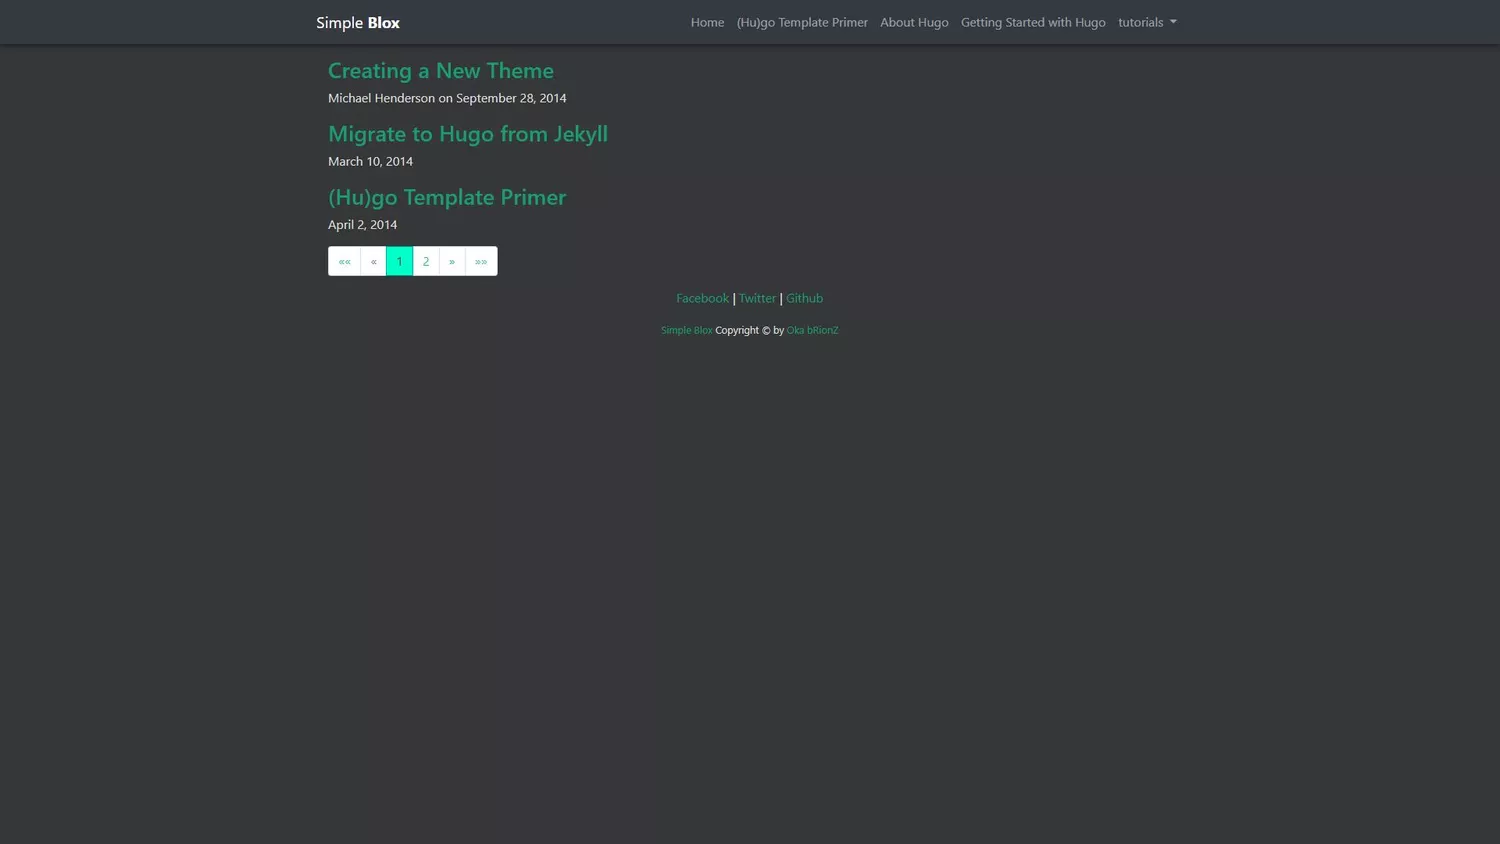 Simple Blox
Home (Hu)go Template Primer About Hugo Getting Started with Hugo tutorials
Creating a New Theme
Michael Henderson on September 28, 2014
Migrate to Hugo from Jekyll
March 10, 2014
(Hu)go Template Primer
April 2, 2014
«« « 1 2 » »»
Facebook | Twitter | Github
Simple Blox Copyright © by Oka bRionZ